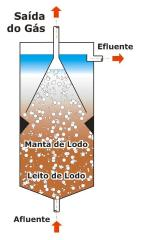 Saída
do Gás
Efluente
Manta de Lodo
Leito de Lodo
Afluente